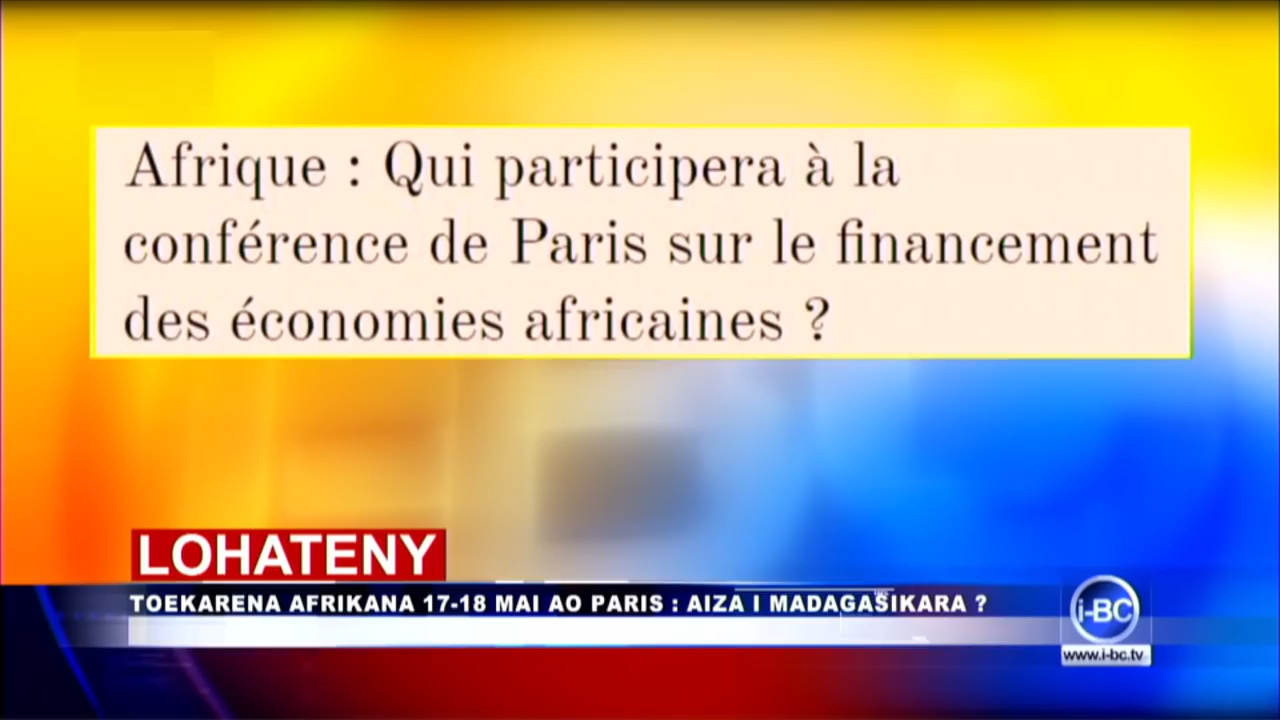 Afrique : Qui participera à la
conférence de Paris sur le financement
des économies africaines ?
LOHATENY
TOEKARENA AFRIKANA 17-18 MAI AO PARIS : AIZA I MADAGASIKARA ?
i-BC
www.i-bc.tv